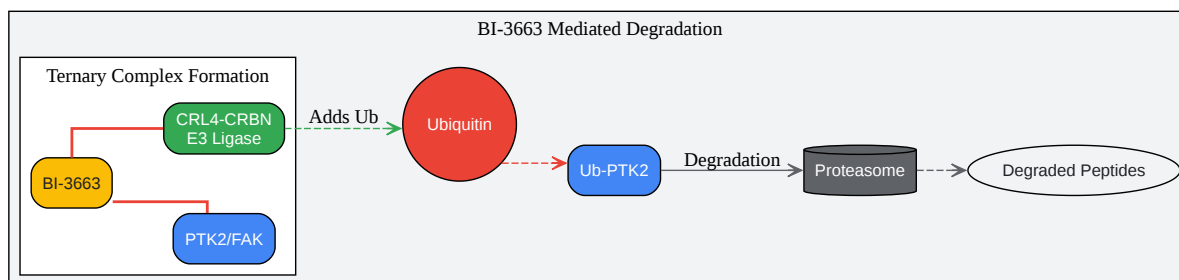 BI-3663 Mediated Degradation
Ternary Complex Formation
CRL4-CRBN
E3 Ligase
Adds Ub
Ubiquitin
BI-3663
PTK2/FAK
Ub-PTK2
Degradation
Proteasome
Degraded Peptides